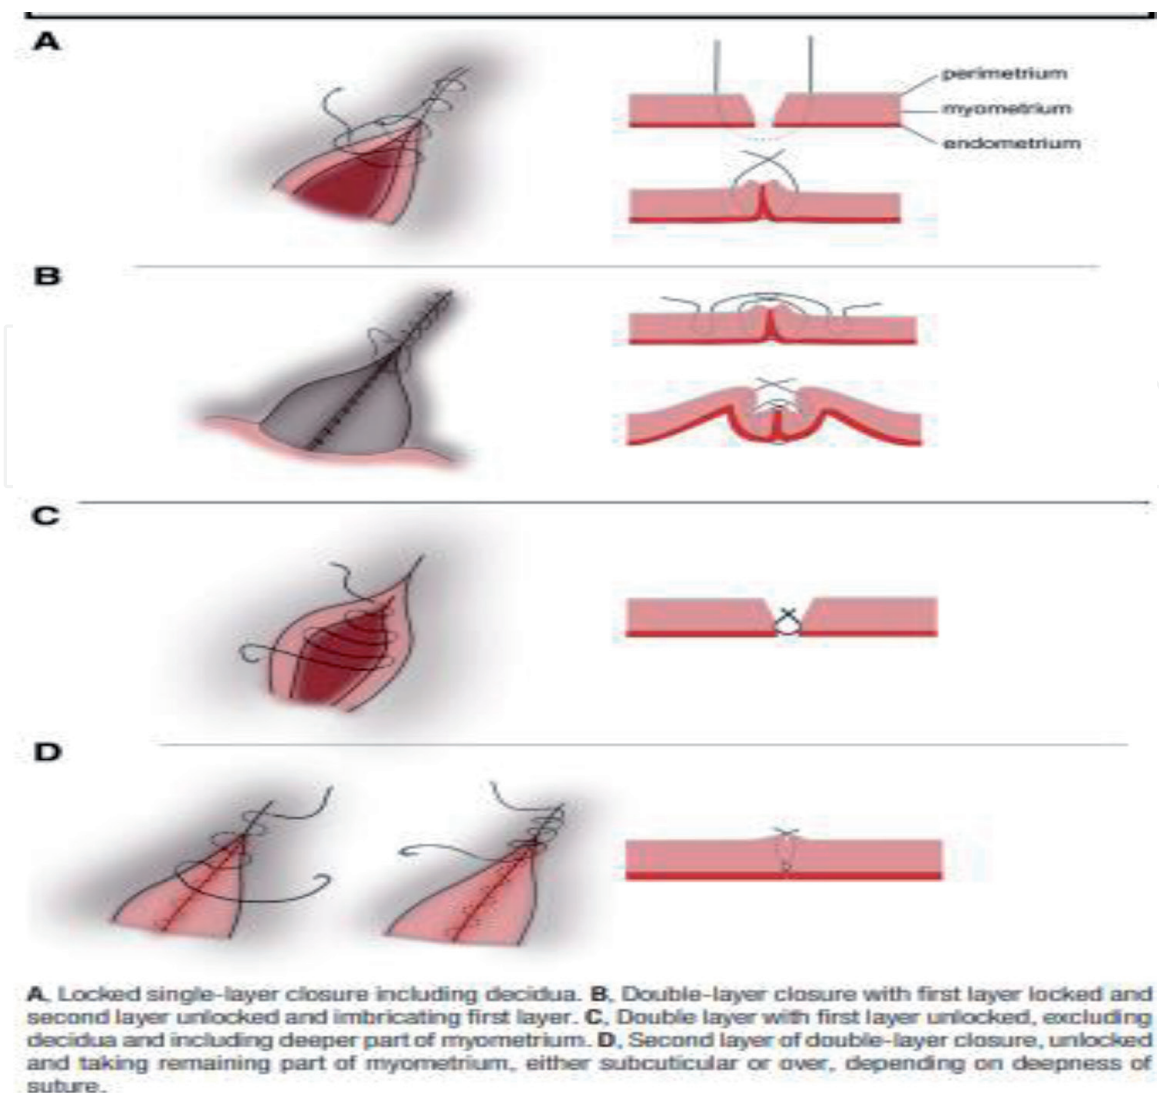 A
perimetrium
myometrium
endometrium
B
C
D
A, Locked single-layer closure including decidua. B, Double-layer closure with first layer locked and
second layer unlocked and imbricating first layer. C, Double layer with first layer unlocked, excluding
decidua and including deeper part of myometrium. D, Second layer of double-layer closure, unlocked
and taking remaining part of myometrium, either subcuticular or over, depending on deepness of
suture.